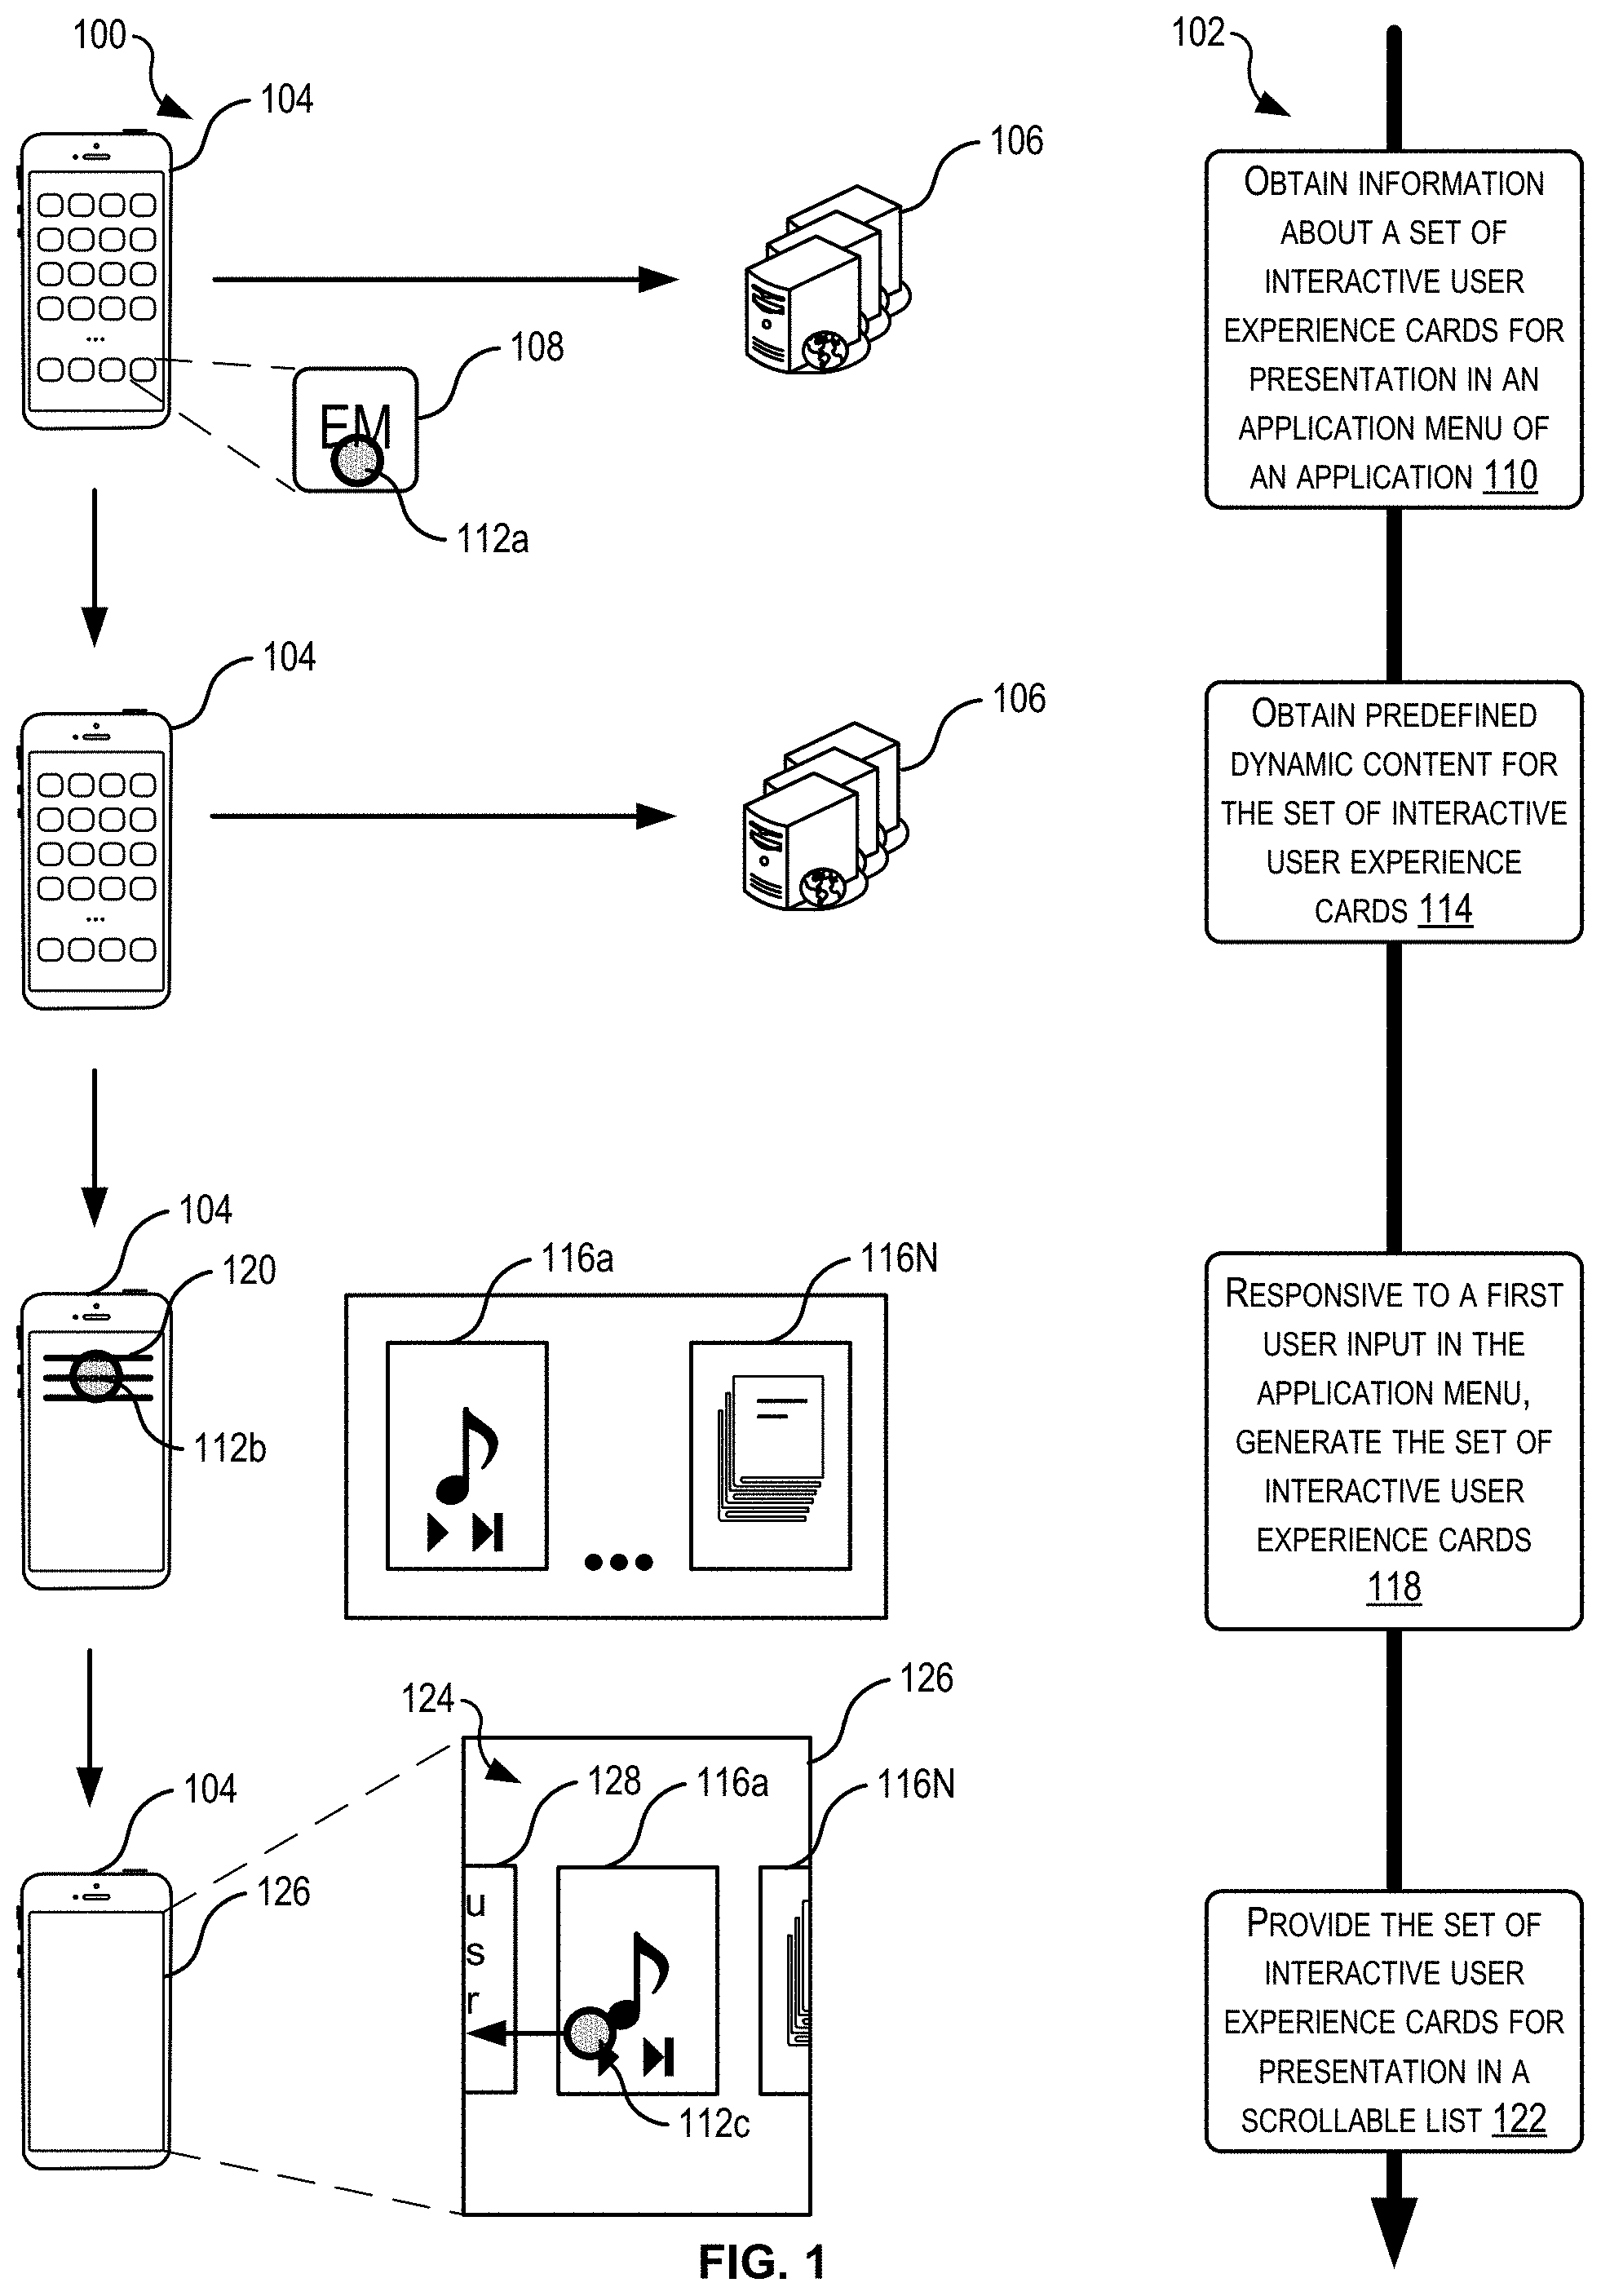 100
104
106
108
EM
112a
104
106
104
120
112b
116a
116N
•••
104
126
124
126
128
116a
116N
u
s
r
112c
FIG. 1
102
OBTAIN INFORMATION
ABOUT A SET OF
INTERACTIVE USER
EXPERIENCE CARDS FOR
PRESENTATION IN AN
APPLICATION MENU OF
AN APPLICATION 110
OBTAIN PREDEFINED
DYNAMIC CONTENT FOR
THE SET OF INTERACTIVE
USER EXPERIENCE
CARDS 114
RESPONSIVE TO A FIRST
USER INPUT IN THE
APPLICATION MENU,
GENERATE THE SET OF
INTERACTIVE USER
EXPERIENCE CARDS
118
PROVIDE THE SET OF
INTERACTIVE USER
EXPERIENCE CARDS FOR
PRESENTATION IN A
SCROLLABLE LIST 122